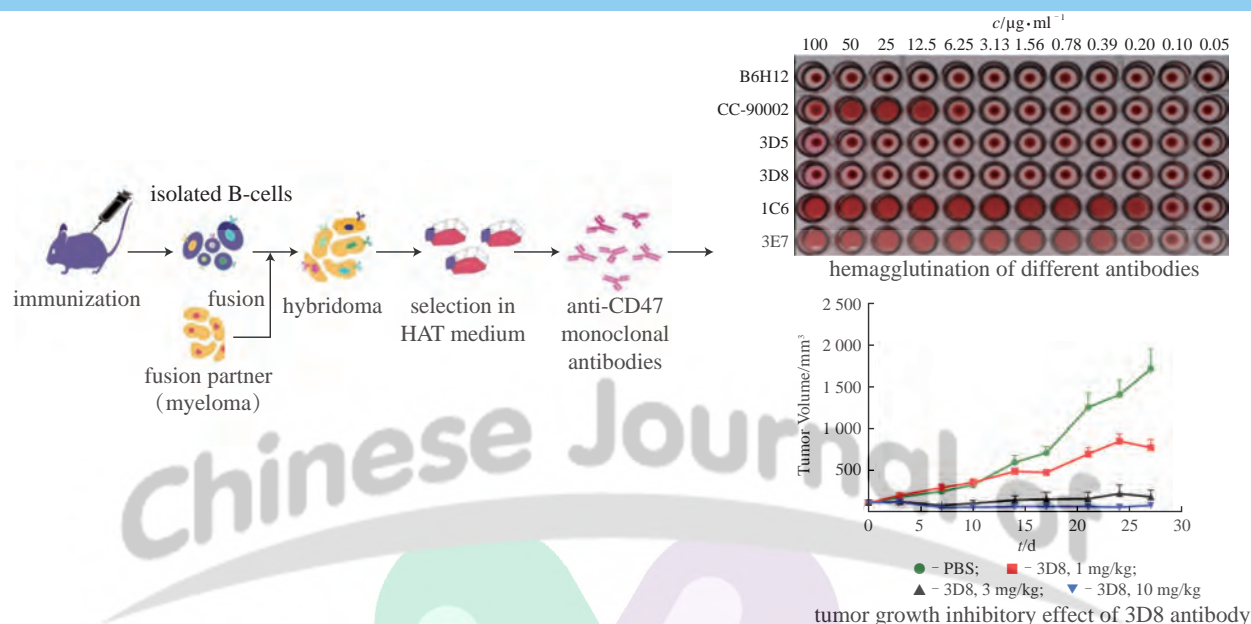 isolated B-cells
immunization
fusion
hybridoma
selection in
HAT medium
anti-CD47
monoclonal
antibodies
fusion partner
(myeloma)
c/μg·ml⁻¹
100 50 25 12.5 6.25 3.13 1.56 0.78 0.39 0.20 0.10 0.05
B6H12
CC-90002
3D5
3D8
1C6
3E7
hemagglutination of different antibodies
Tumor Volume/mm³
2 500
2 000
1 500
1 000
500
0 5 10 15 20 25 30
t/d
– PBS; – 3D8, 1 mg/kg;
– 3D8, 3 mg/kg; – 3D8, 10 mg/kg
tumor growth inhibitory effect of 3D8 antibody
Chinese Journal of